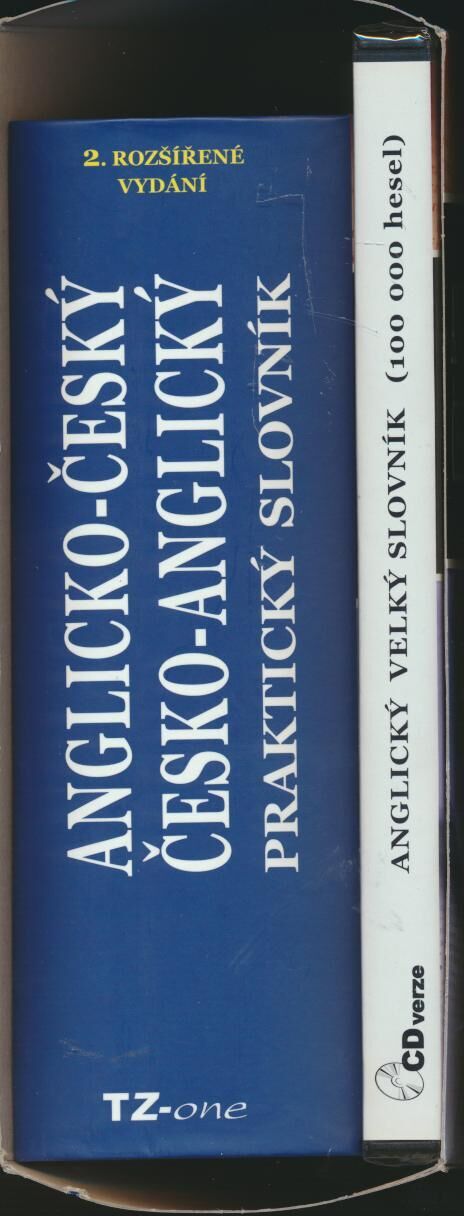 2. ROZŠÍŘENÉ
VYDÁNÍ
ANGLICKO-ČESKÝ
ČESKO-ANGLICKÝ
PRAKTICKÝ SLOVNÍK
TZ-one
ANGLICKÝ VELKÝ SLOVNÍK (100 000 hesel)
CD verze